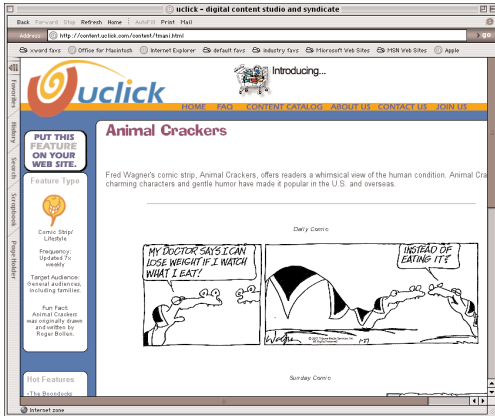 uclick - digital content studio and syndicate
Back Forward Stop Refresh Home AutoFill Print Mail
Address: http://content.uclick.com/content/tmani.html
go
xword favs Office for Macintosh Internet Explorer default favs industry favs Microsoft Web Sites MSN Web Sites Apple
Favorites
History
Search
Scrapbook
Page Holder
uclick
Introducing...
HOME FAQ CONTENT CATALOG ABOUT US CONTACT US JOIN US
PUT THIS
FEATURE
ON YOUR
WEB SITE.
Feature Type
Comic Strip/
Lifestyle
Frequency:
Updated 7x
weekly
Target Audience:
General audiences,
including families.
Fun Fact:
Animal Crackers
was originally drawn
and written by
Roger Bollen.
Hot Features
•The Boondocks
Animal Crackers
Fred Wagner's comic strip, Animal Crackers, offers readers a whimsical view of the human condition. Animal Cra
charming characters and gentle humor have made it popular in the U.S. and overseas.
Daily Comic
MY DOCTOR SAYS I CAN
LOSE WEIGHT IF I WATCH
WHAT I EAT!
INSTEAD OF
EATING IT?
Wagner
1-27
Sunday Comic
Internet zone